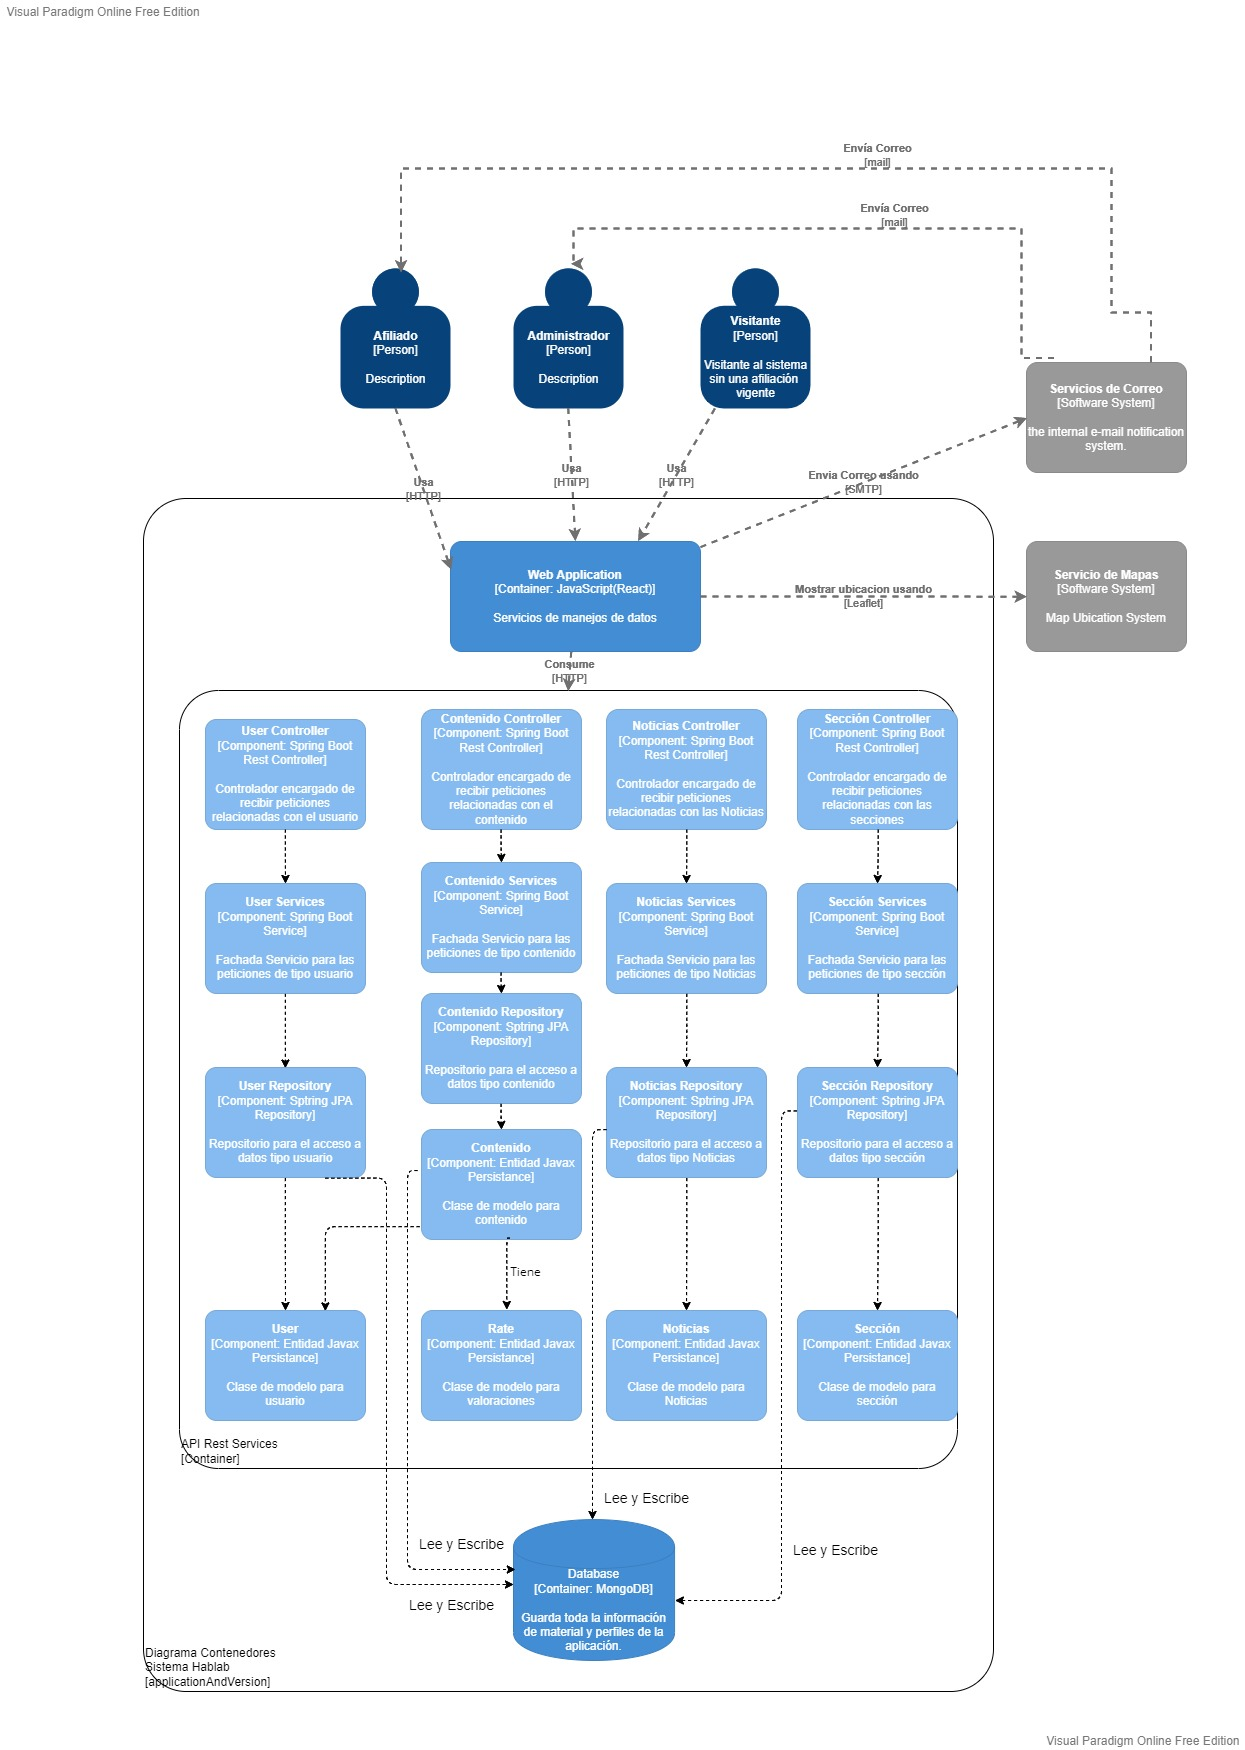 Visual Paradigm Online Free Edition
Envía Correo
[mail]
Envía Correo
[mail]
Afiliado
[Person]
Description
Administrador
[Person]
Description
Visitante
[Person]
Visitante al sistema
sin una afiliación
vigente
Servicios de Correo
[Software System]
the internal e-mail notification
system.
Usa
[HTTP]
Usa
[HTTP]
Usa
[HTTP]
Envia Correo usando
[SMTP]
Web Application
[Container: JavaScript(React)]
Servicios de manejos de datos
Mostrar ubicacion usando
[Leaflet]
Servicio de Mapas
[Software System]
Map Ubication System
Consume
[HTTP]
User Controller
[Component: Spring Boot
Rest Controller]
Controlador encargado de
recibir peticiones
relacionadas con el usuario
Contenido Controller
[Component: Spring Boot
Rest Controller]
Controlador encargado de
recibir peticiones
relacionadas con el
contenido
Noticias Controller
[Component: Spring Boot
Rest Controller]
Controlador encargado de
recibir peticiones
relacionadas con las Noticias
Sección Controller
[Component: Spring Boot
Rest Controller]
Controlador encargado de
recibir peticiones
relacionadas con las
secciones
User Services
[Component: Spring Boot
Service]
Fachada Servicio para las
peticiones de tipo usuario
Contenido Services
[Component: Spring Boot
Service]
Fachada Servicio para las
peticiones de tipo contenido
Noticias Services
[Component: Spring Boot
Service]
Fachada Servicio para las
peticiones de tipo Noticias
Sección Services
[Component: Spring Boot
Service]
Fachada Servicio para las
peticiones de tipo sección
Contenido Repository
[Component: Sptring JPA
Repository]
Repositorio para el acceso a
datos tipo contenido
User Repository
[Component: Sptring JPA
Repository]
Repositorio para el acceso a
datos tipo usuario
Noticias Repository
[Component: Sptring JPA
Repository]
Repositorio para el acceso a
datos tipo Noticias
Sección Repository
[Component: Sptring JPA
Repository]
Repositorio para el acceso a
datos tipo sección
Contenido
[Component: Entidad Javax
Persistance]
Clase de modelo para
contenido
Tiene
User
[Component: Entidad Javax
Persistance]
Clase de modelo para
usuario
Rate
[Component: Entidad Javax
Persistance]
Clase de modelo para
valoraciones
Noticias
[Component: Entidad Javax
Persistance]
Clase de modelo para
Noticias
Sección
[Component: Entidad Javax
Persistance]
Clase de modelo para
sección
API Rest Services
[Container]
Lee y Escribe
Lee y Escribe
Lee y Escribe
Lee y Escribe
Database
[Container: MongoDB]
Guarda toda la información
de material y perfiles de la
aplicación.
Diagrama Contenedores
Sistema Hablab
[applicationAndVersion]
Visual Paradigm Online Free Edition